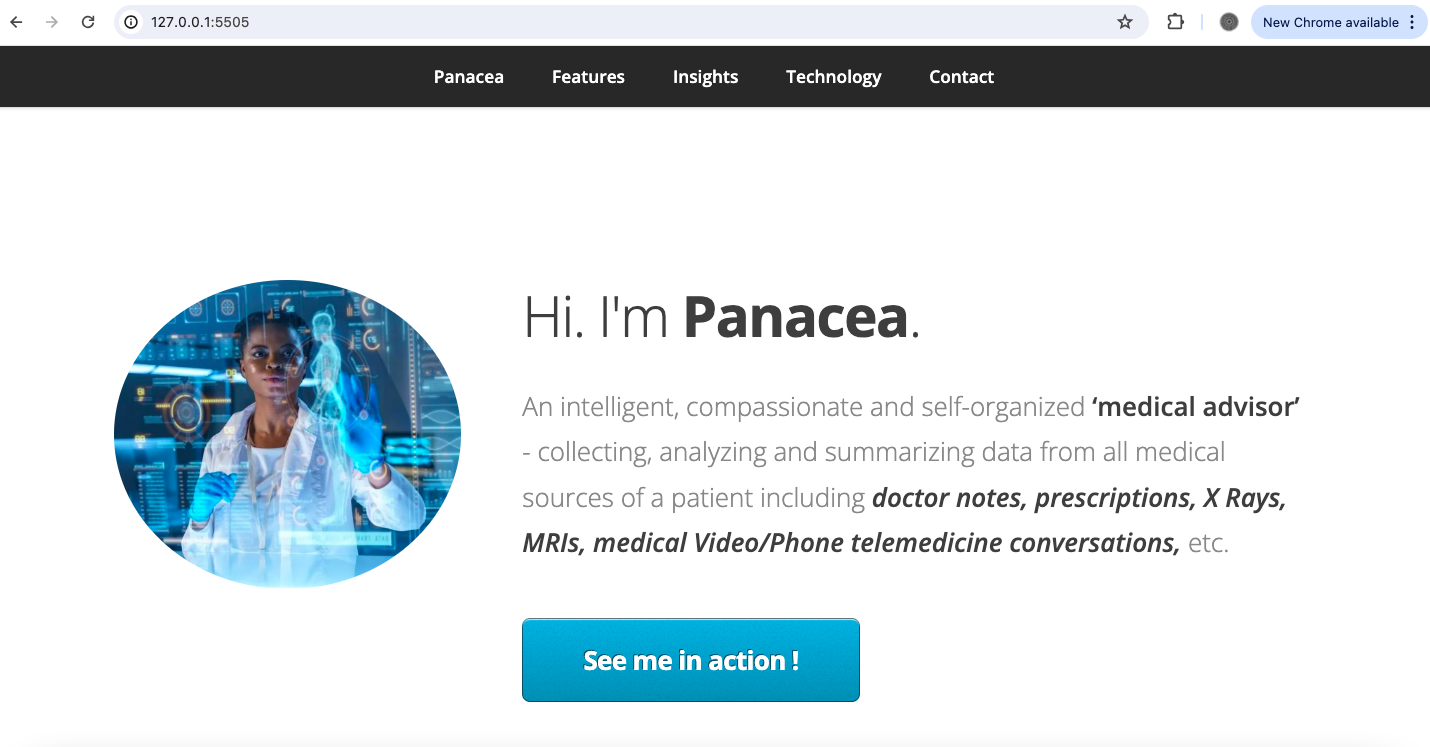 127.0.0.1:5505
New Chrome available
Panacea Features Insights Technology Contact
Hi. I'm Panacea.
An intelligent, compassionate and self-organized ‘medical advisor’
- collecting, analyzing and summarizing data from all medical
sources of a patient including doctor notes, prescriptions, X Rays,
MRIs, medical Video/Phone telemedicine conversations, etc.
See me in action !